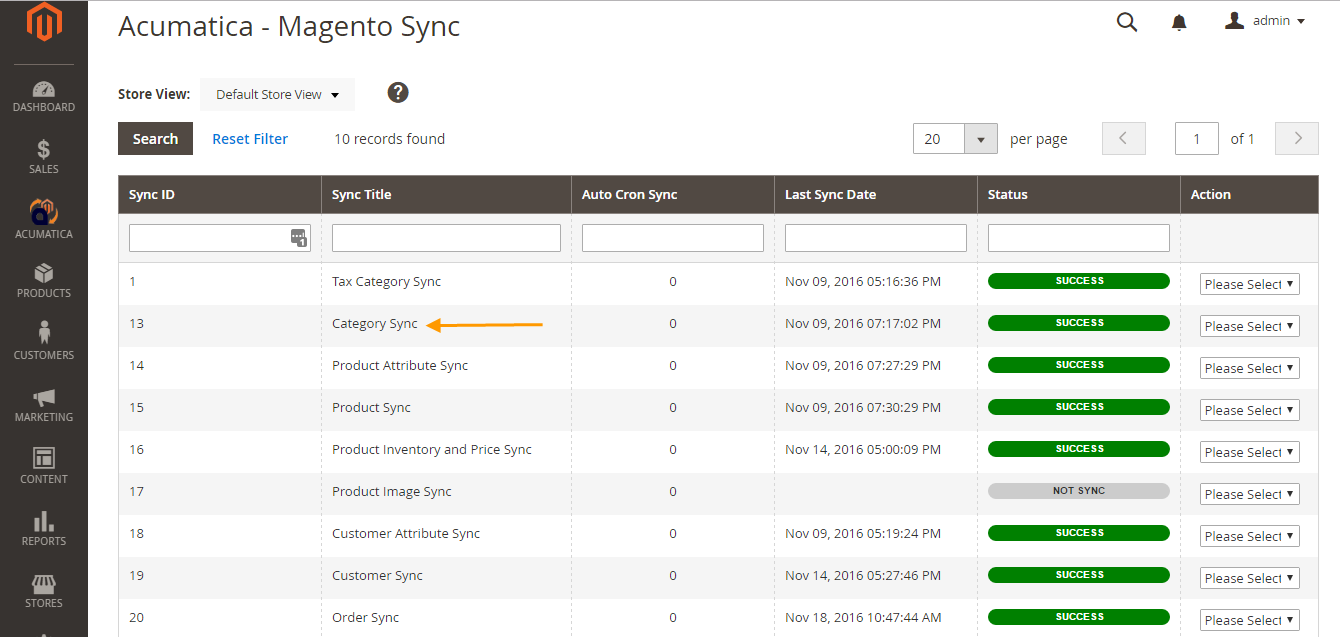 Acumatica - Magento Sync
admin
Store View: Default Store View ?
Search Reset Filter 10 records found 20 per page 1 of 1
Sync ID Sync Title Auto Cron Sync Last Sync Date Status Action
1 Tax Category Sync 0 Nov 09, 2016 05:16:36 PM SUCCESS Please Select
13 Category Sync 0 Nov 09, 2016 07:17:02 PM SUCCESS Please Select
14 Product Attribute Sync 0 Nov 09, 2016 07:27:29 PM SUCCESS Please Select
15 Product Sync 0 Nov 09, 2016 07:30:29 PM SUCCESS Please Select
16 Product Inventory and Price Sync 0 Nov 14, 2016 05:00:09 PM SUCCESS Please Select
17 Product Image Sync 0 NOT SYNC Please Select
18 Customer Attribute Sync 0 Nov 09, 2016 05:19:24 PM SUCCESS Please Select
19 Customer Sync 0 Nov 14, 2016 05:27:46 PM SUCCESS Please Select
20 Order Sync 0 Nov 18, 2016 10:47:44 AM SUCCESS Please Select
DASHBOARD
$
SALES
a
ACUMATICA
PRODUCTS
CUSTOMERS
MARKETING
CONTENT
REPORTS
STORES
1